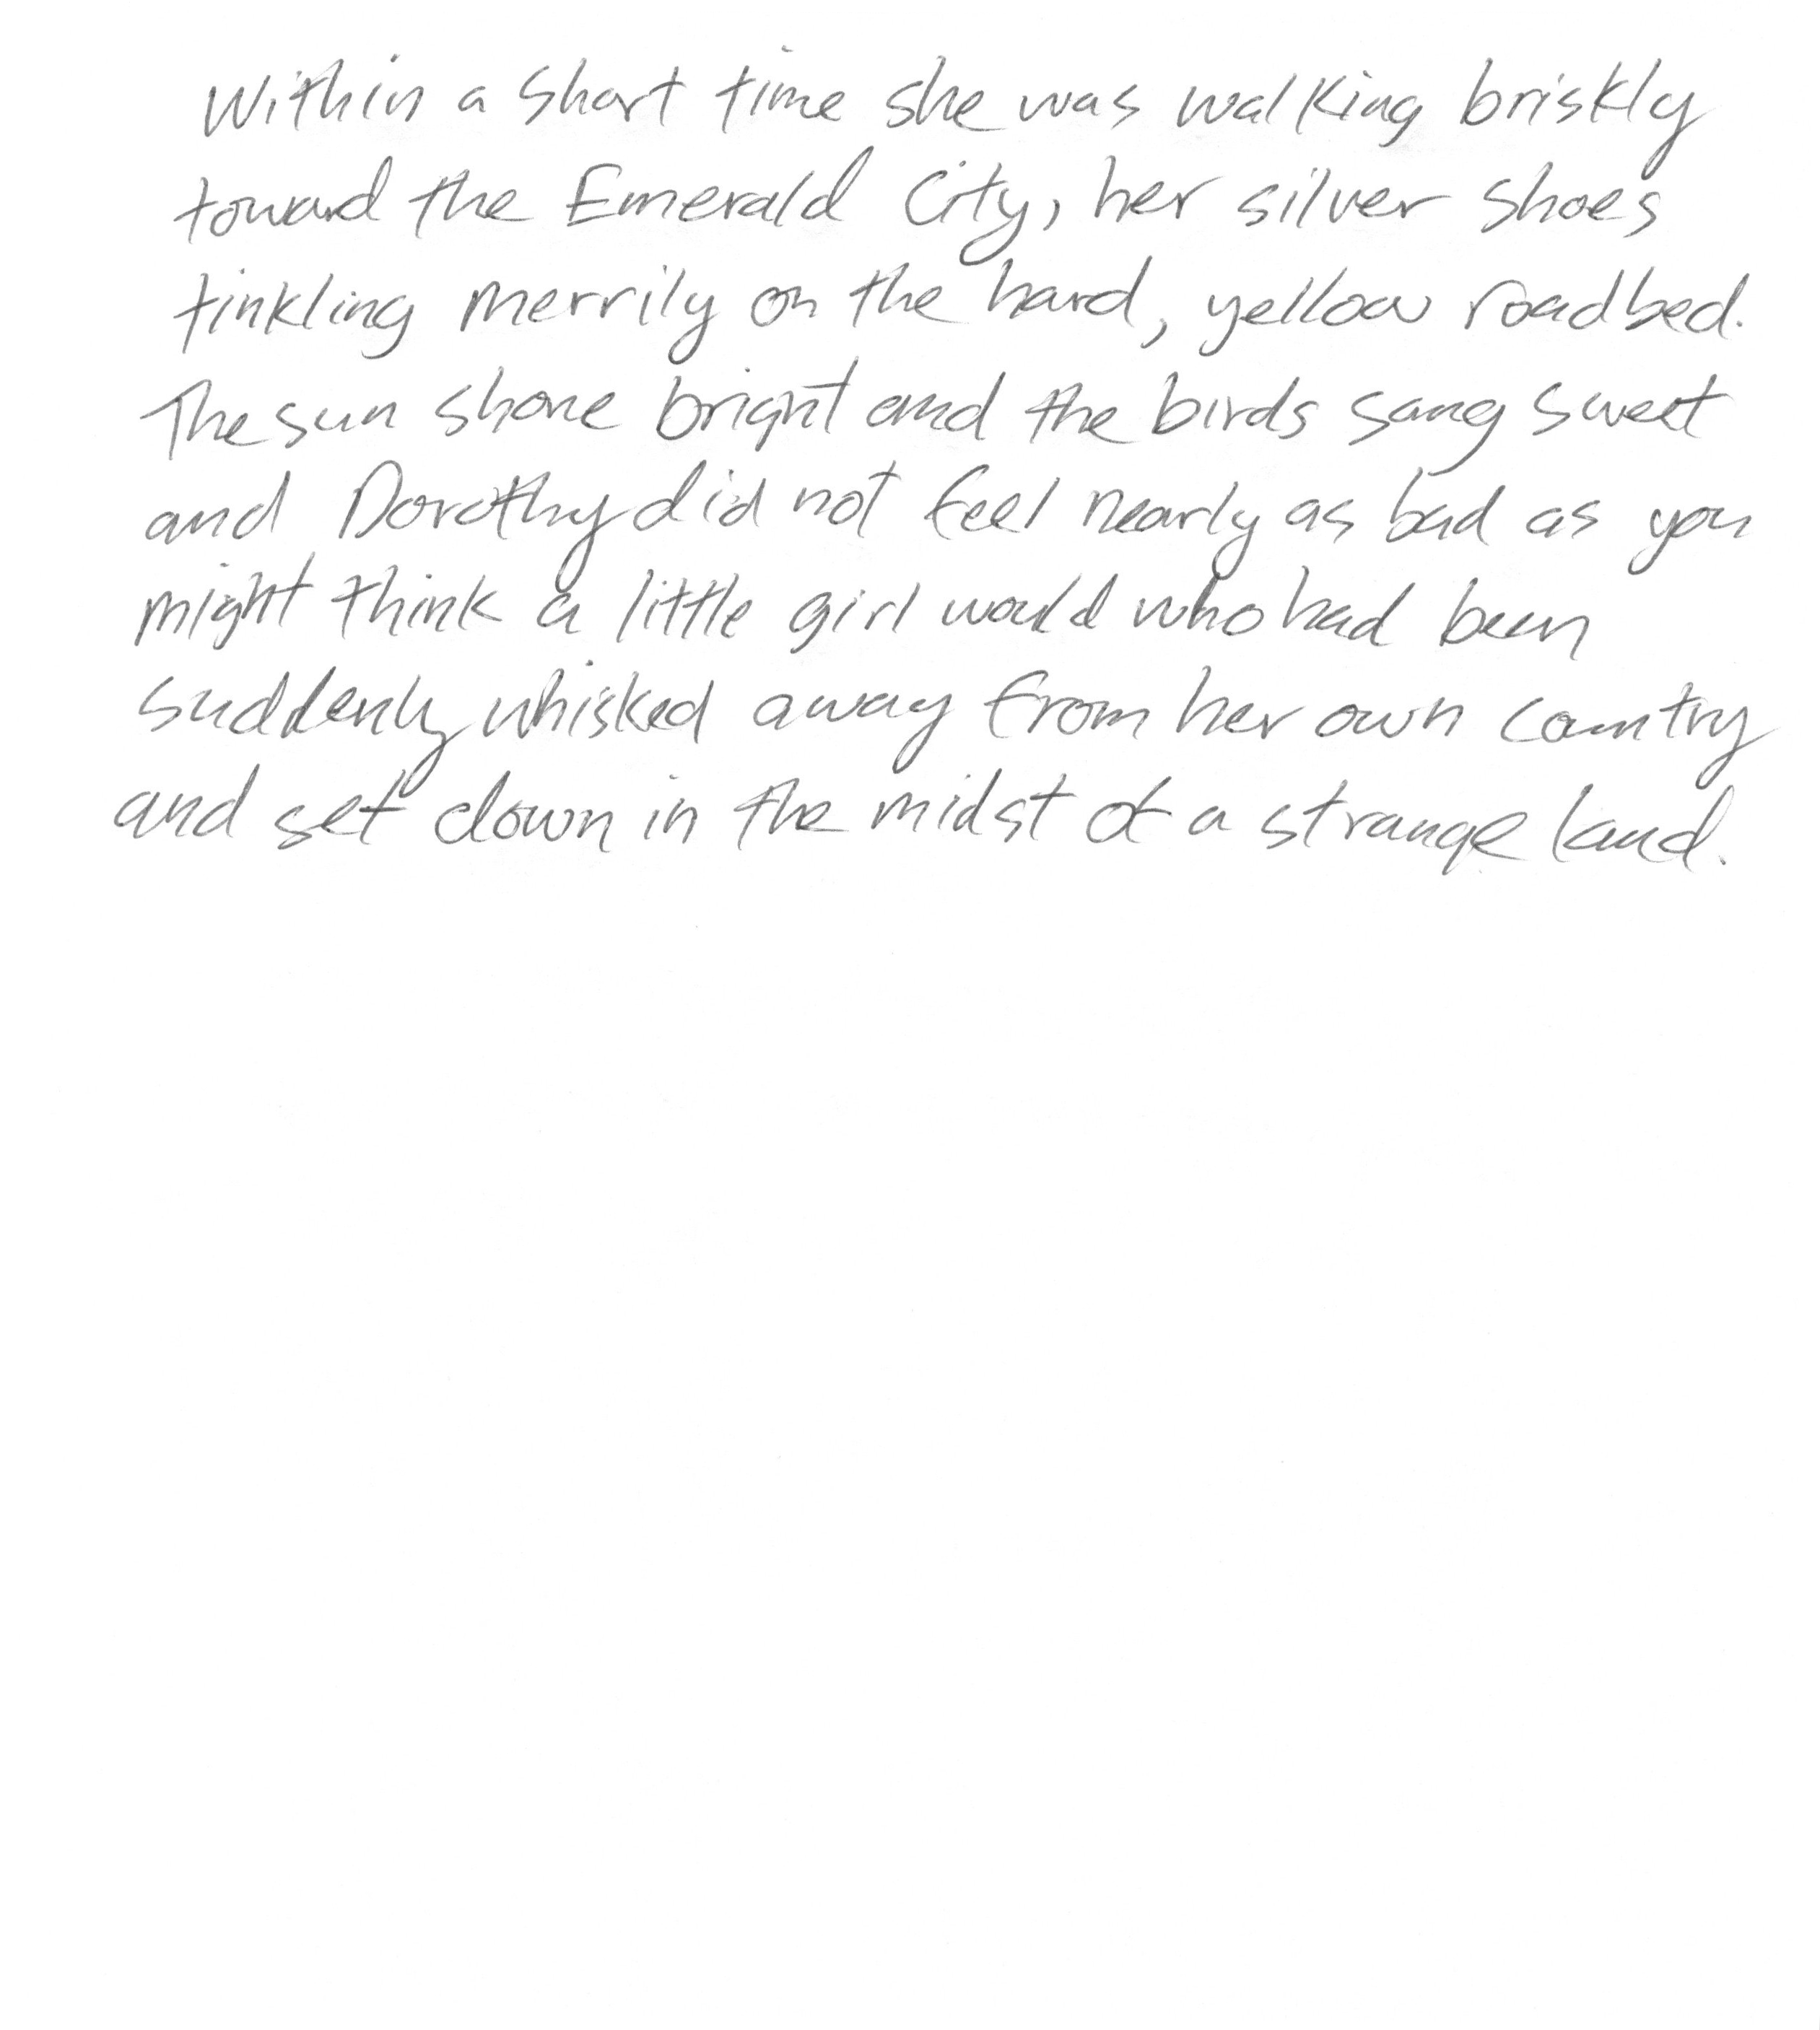 Within a short time she was walking briskly
toward the Emerald City, her silver shoes
tinkling merrily on the hard, yellow roadbed.
The sun shone bright and the birds sang sweet
and Dorothy did not feel nearly as bad as you
might think a little girl would who had been
suddenly whisked away from her own country
and set down in the midst of a strange land.